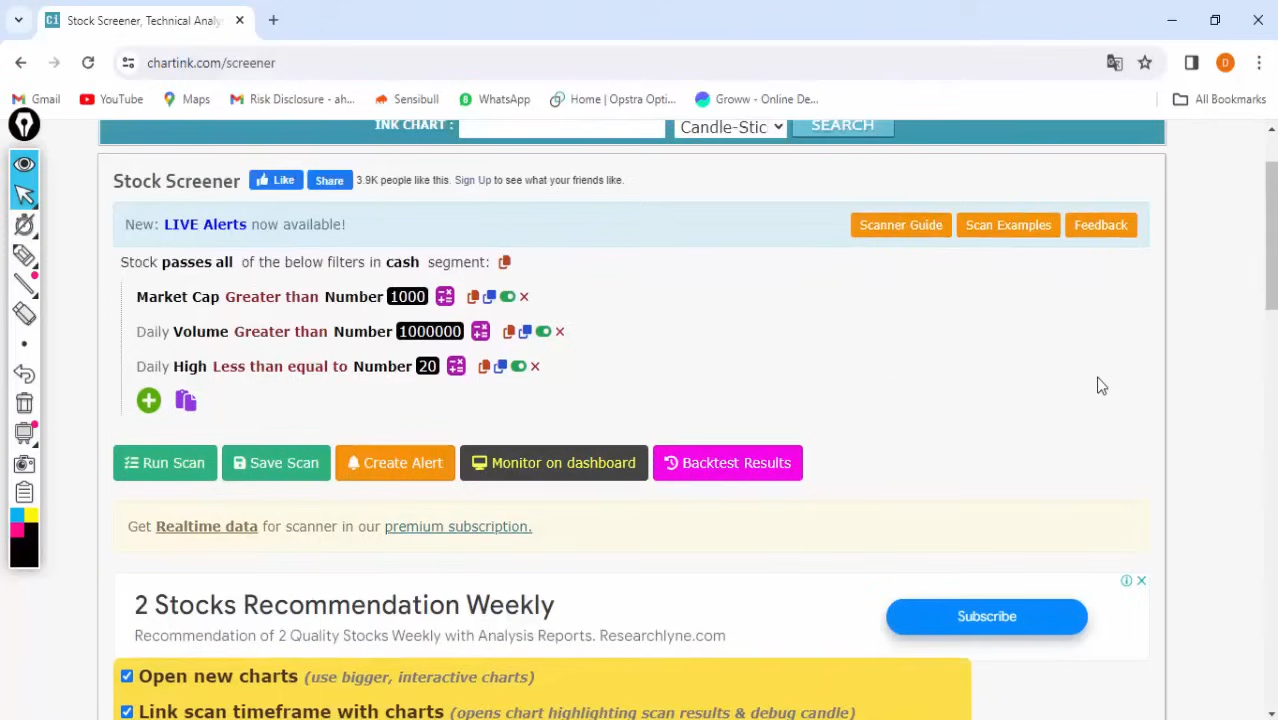 Ci Stock Screener, Technical Analy
chartink.com/screener
D
Gmail YouTube Maps Risk Disclosure - ah... Sensibull WhatsApp Home | Opstra Opti... Groww - Online De... All Bookmarks
INK CHART : Candle-Stic SEARCH
Stock Screener Like Share 3.9K people like this. Sign Up to see what your friends like.
New: LIVE Alerts now available! Scanner Guide Scan Examples Feedback
Stock passes all of the below filters in cash segment:
Market Cap Greater than Number 1000
Daily Volume Greater than Number 1000000
Daily High Less than equal to Number 20
Run Scan Save Scan Create Alert Monitor on dashboard Backtest Results
Get Realtime data for scanner in our premium subscription.
2 Stocks Recommendation Weekly
Recommendation of 2 Quality Stocks Weekly with Analysis Reports. Researchlyne.com
Subscribe
Open new charts (use bigger, interactive charts)
Link scan timeframe with charts (opens chart highlighting scan results & debug candle)